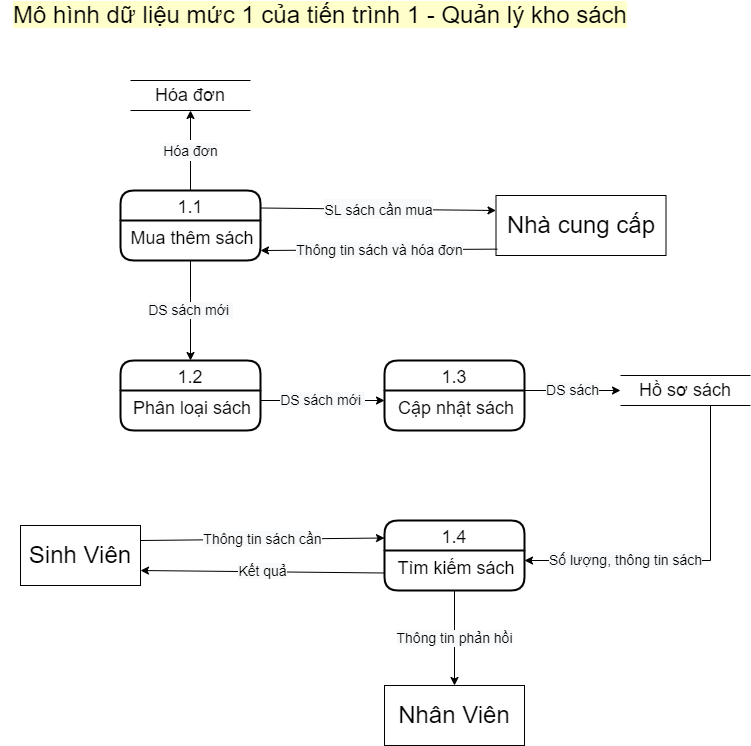 Mô hình dữ liệu mức 1 của tiến trình 1 - Quản lý kho sách
Hóa đơn
Hóa đơn
1.1
Mua thêm sách
SL sách cần mua
Thông tin sách và hóa đơn
Nhà cung cấp
DS sách mới
1.2
Phân loại sách
DS sách mới
1.3
Cập nhật sách
DS sách
Hồ sơ sách
Sinh Viên
Thông tin sách cần
Kết quả
1.4
Tìm kiếm sách
Số lượng, thông tin sách
Thông tin phản hồi
Nhân Viên